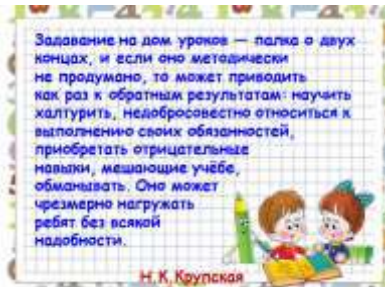 Задавание на дом уроков — палка о двух
концах, и если оно методически
не продумано, то может приводить
как раз к обратным результатам: научить
халтурить, недобросовестно относиться к
выполнению своих обязанностей,
приобретать отрицательные
навыки, мешающие учёбе,
обманывать. Оно может
чрезмерно нагружать
ребят без всякой
надобности.
Н.К.Крупская